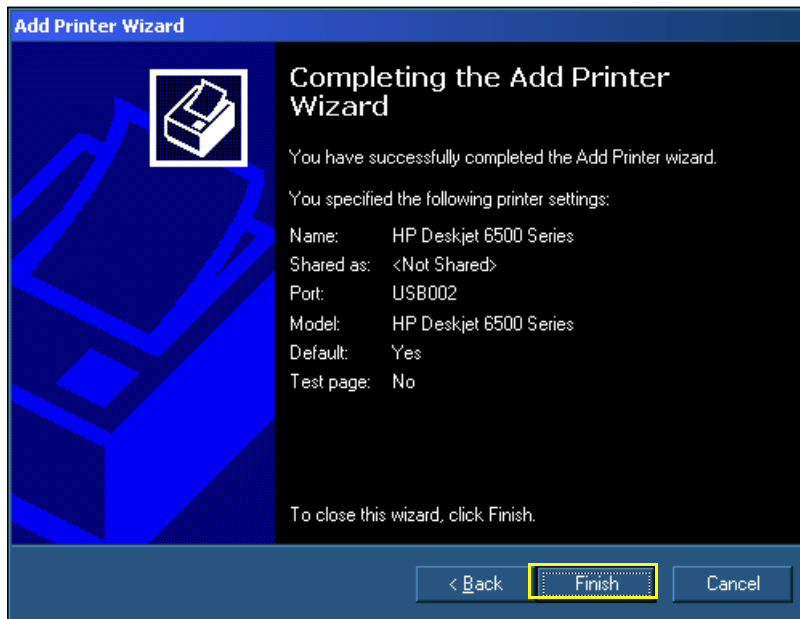 Add Printer Wizard
Completing the Add Printer
Wizard
You have successfully completed the Add Printer wizard.
You specified the following printer settings:
Name: HP Deskjet 6500 Series
Shared as: <Not Shared>
Port: USB002
Model: HP Deskjet 6500 Series
Default: Yes
Test page: No
To close this wizard, click Finish.
< Back Finish Cancel